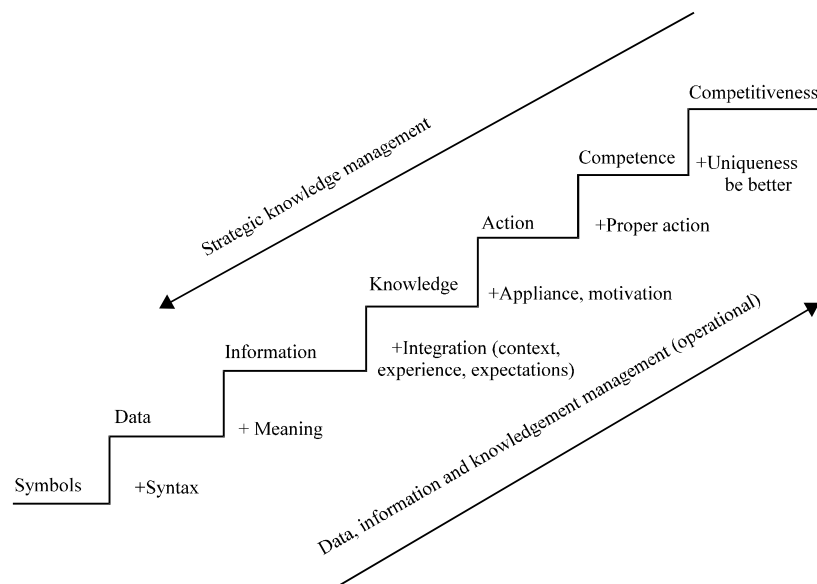 Competitiveness
Strategic knowledge management
Competence
+Uniqueness
be better
Action
+Proper action
Knowledge
+Appliance, motivation
Information
+Integration (context,
experience, expectations)
Data, information and knowledgement management (operational)
Data
+ Meaning
Symbols
+Syntax